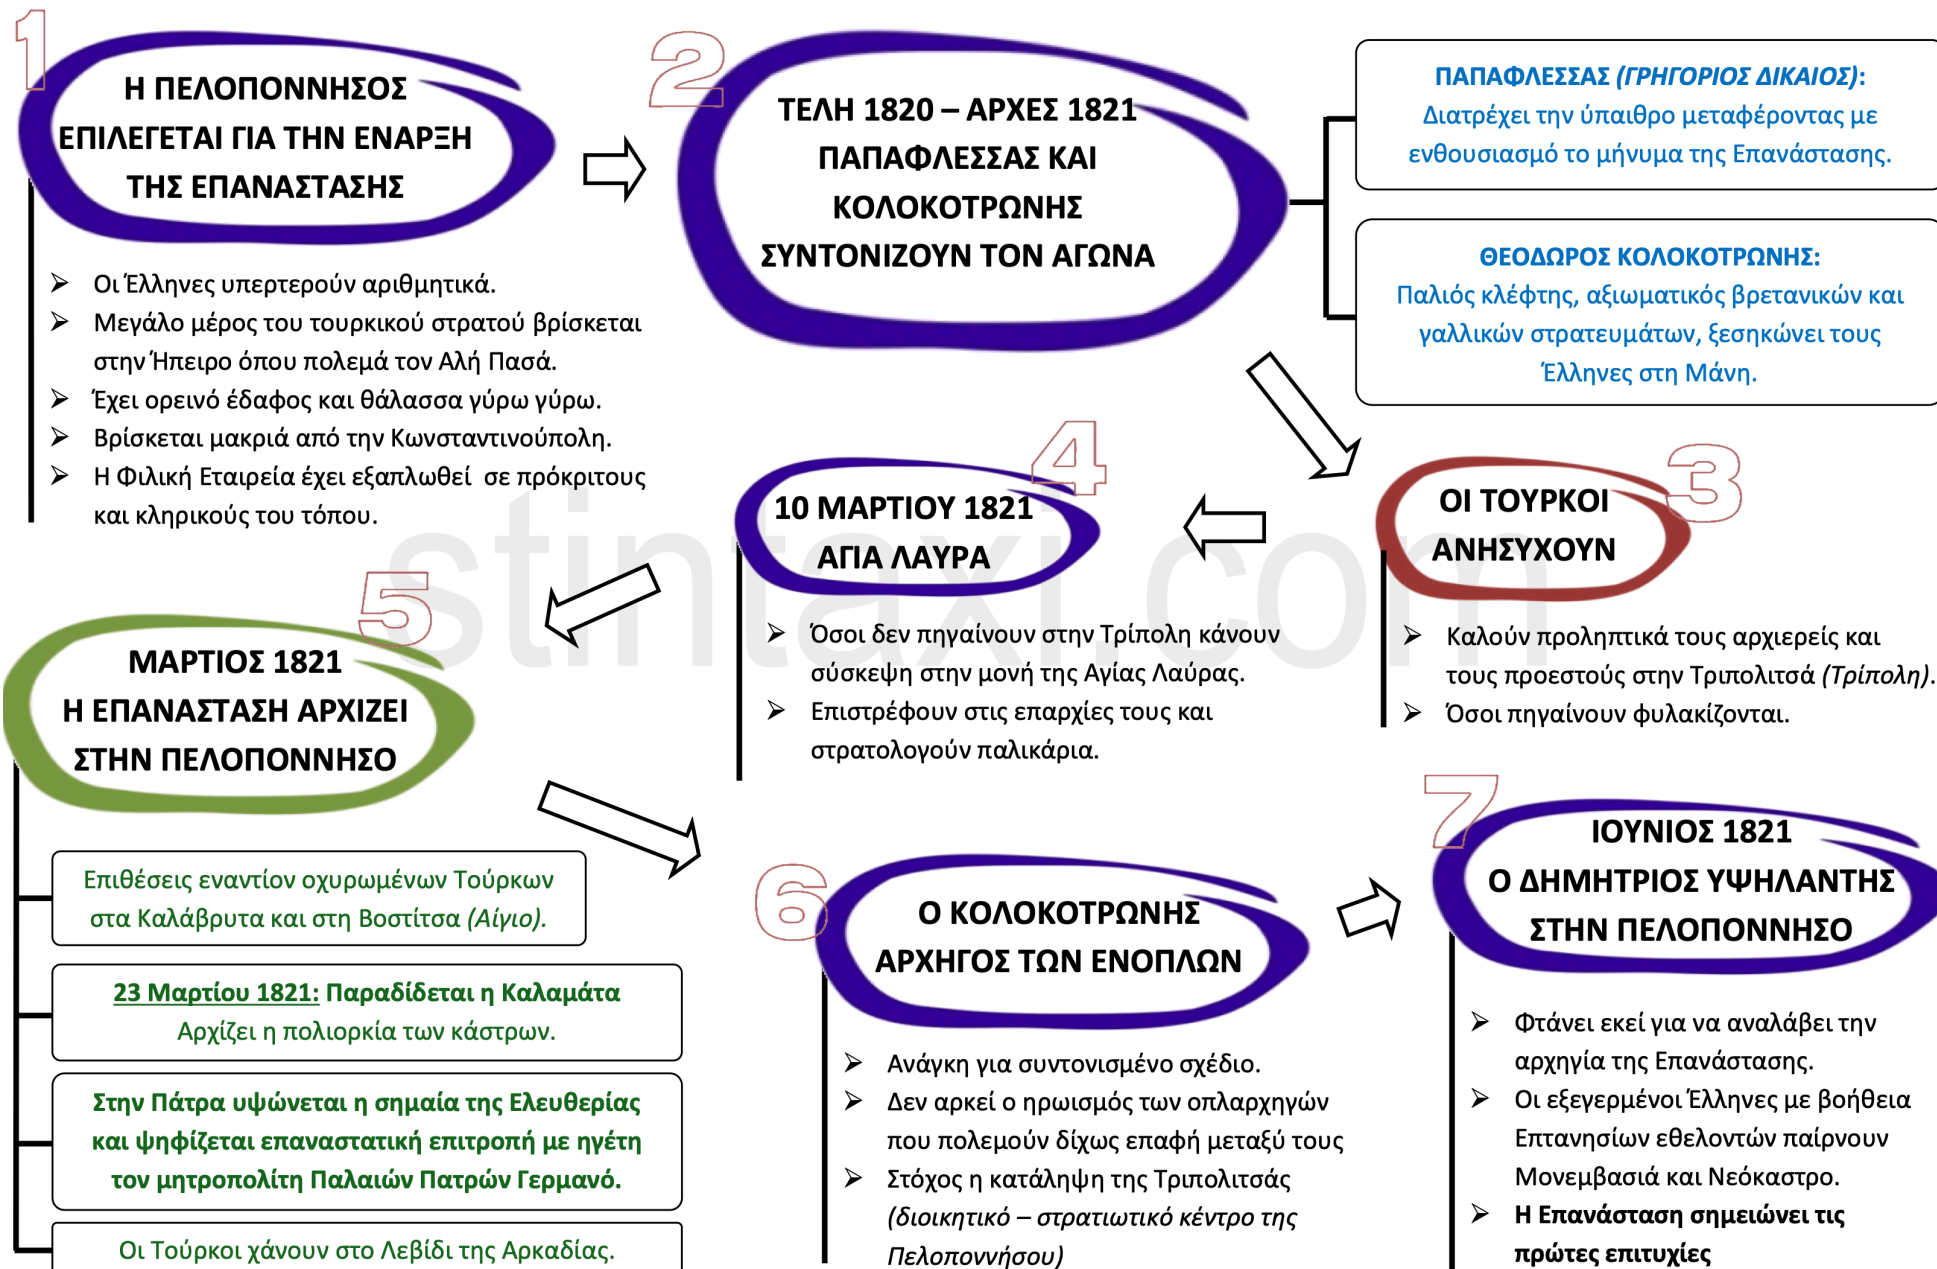 1
Η ΠΕΛΟΠΟΝΝΗΣΟΣ
ΕΠΙΛΕΓΕΤΑΙ ΓΙΑ ΤΗΝ ΕΝΑΡΞΗ
ΤΗΣ ΕΠΑΝΑΣΤΑΣΗΣ
➢ Οι Έλληνες υπερτερούν αριθμητικά.
➢ Μεγάλο μέρος του τουρκικού στρατού βρίσκεται
στην Ήπειρο όπου πολεμά τον Αλή Πασά.
➢ Έχει ορεινό έδαφος και θάλασσα γύρω γύρω.
➢ Βρίσκεται μακριά από την Κωνσταντινούπολη.
➢ Η Φιλική Εταιρεία έχει εξαπλωθεί σε πρόκριτους
και κληρικούς του τόπου.
2
ΤΕΛΗ 1820 – ΑΡΧΕΣ 1821
ΠΑΠΑΦΛΕΣΣΑΣ ΚΑΙ
ΚΟΛΟΚΟΤΡΩΝΗΣ
ΣΥΝΤΟΝΙΖΟΥΝ ΤΟΝ ΑΓΩΝΑ
ΠΑΠΑΦΛΕΣΣΑΣ (ΓΡΗΓΟΡΙΟΣ ΔΙΚΑΙΟΣ):
Διατρέχει την ύπαιθρο μεταφέροντας με
ενθουσιασμό το μήνυμα της Επανάστασης.
ΘΕΟΔΩΡΟΣ ΚΟΛΟΚΟΤΡΩΝΗΣ:
Παλιός κλέφτης, αξιωματικός βρετανικών και
γαλλικών στρατευμάτων, ξεσηκώνει τους
Έλληνες στη Μάνη.
3
ΟΙ ΤΟΥΡΚΟΙ
ΑΝΗΣΥΧΟΥΝ
➢ Καλούν προληπτικά τους αρχιερείς και
τους προεστούς στην Τριπολιτσά (Τρίπολη).
➢ Όσοι πηγαίνουν φυλακίζονται.
4
10 ΜΑΡΤΙΟΥ 1821
ΑΓΙΑ ΛΑΥΡΑ
➢ Όσοι δεν πηγαίνουν στην Τρίπολη κάνουν
σύσκεψη στην μονή της Αγίας Λαύρας.
➢ Επιστρέφουν στις επαρχίες τους και
στρατολογούν παλικάρια.
stintaxi.com
5
ΜΑΡΤΙΟΣ 1821
Η ΕΠΑΝΑΣΤΑΣΗ ΑΡΧΙΖΕΙ
ΣΤΗΝ ΠΕΛΟΠΟΝΝΗΣΟ
Επιθέσεις εναντίον οχυρωμένων Τούρκων
στα Καλάβρυτα και στη Βοστίτσα (Αίγιο).
23 Μαρτίου 1821: Παραδίδεται η Καλαμάτα
Αρχίζει η πολιορκία των κάστρων.
Στην Πάτρα υψώνεται η σημαία της Ελευθερίας
και ψηφίζεται επαναστατική επιτροπή με ηγέτη
τον μητροπολίτη Παλαιών Πατρών Γερμανό.
Οι Τούρκοι χάνουν στο Λεβίδι της Αρκαδίας.
6
Ο ΚΟΛΟΚΟΤΡΩΝΗΣ
ΑΡΧΗΓΟΣ ΤΩΝ ΕΝΟΠΛΩΝ
➢ Ανάγκη για συντονισμένο σχέδιο.
➢ Δεν αρκεί ο ηρωισμός των οπλαρχηγών
που πολεμούν δίχως επαφή μεταξύ τους
➢ Στόχος η κατάληψη της Τριπολιτσάς
(διοικητικό – στρατιωτικό κέντρο της
Πελοποννήσου)
7
ΙΟΥΝΙΟΣ 1821
Ο ΔΗΜΗΤΡΙΟΣ ΥΨΗΛΑΝΤΗΣ
ΣΤΗΝ ΠΕΛΟΠΟΝΝΗΣΟ
➢ Φτάνει εκεί για να αναλάβει την
αρχηγία της Επανάστασης.
➢ Οι εξεγερμένοι Έλληνες με βοήθεια
Επτανησίων εθελοντών παίρνουν
Μονεμβασιά και Νεόκαστρο.
➢ Η Επανάσταση σημειώνει τις
πρώτες επιτυχίες